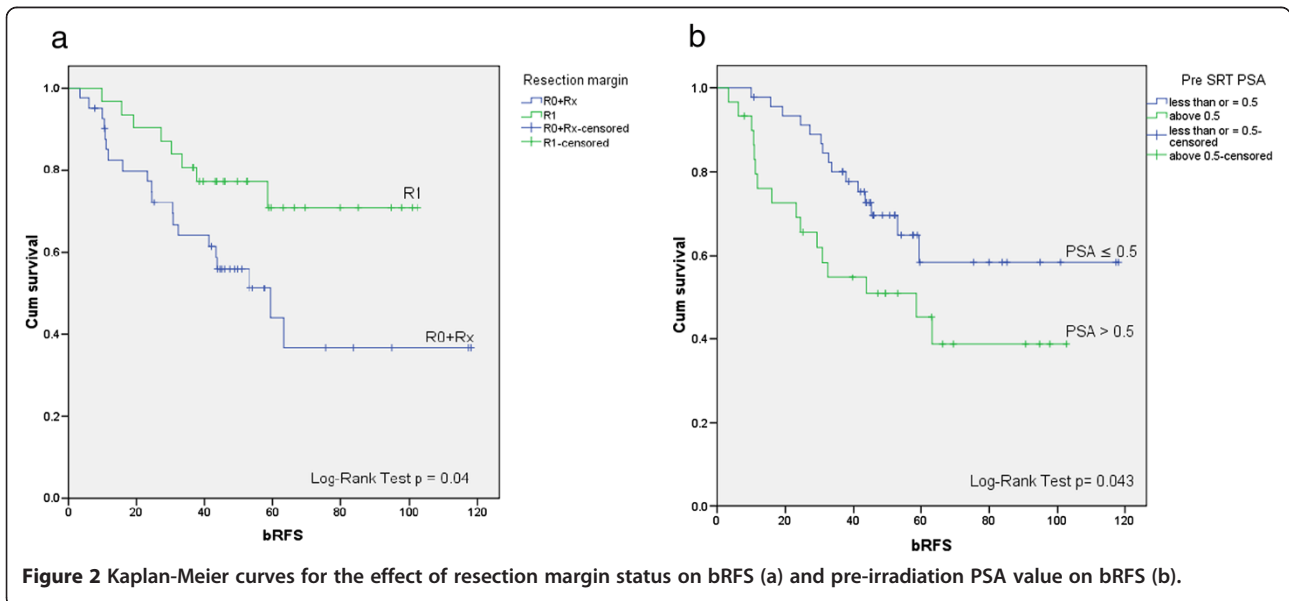 a
Resection margin
R0+Rx
R1
R0+Rx-censored
R1-censored
1.0
0.8
0.6
0.4
0.2
0.0
Cum survival
R1
R0+Rx
Log-Rank Test p = 0.04
0 20 40 60 80 100 120
bRFS
b
Pre SRT PSA
less than or = 0.5
above 0.5
less than or = 0.5-
censored
above 0.5-censored
1.0
0.8
0.6
0.4
0.2
0.0
Cum survival
PSA ≤ 0.5
PSA > 0.5
Log-Rank Test p= 0.043
0 20 40 60 80 100 120
bRFS
Figure 2 Kaplan-Meier curves for the effect of resection margin status on bRFS (a) and pre-irradiation PSA value on bRFS (b).